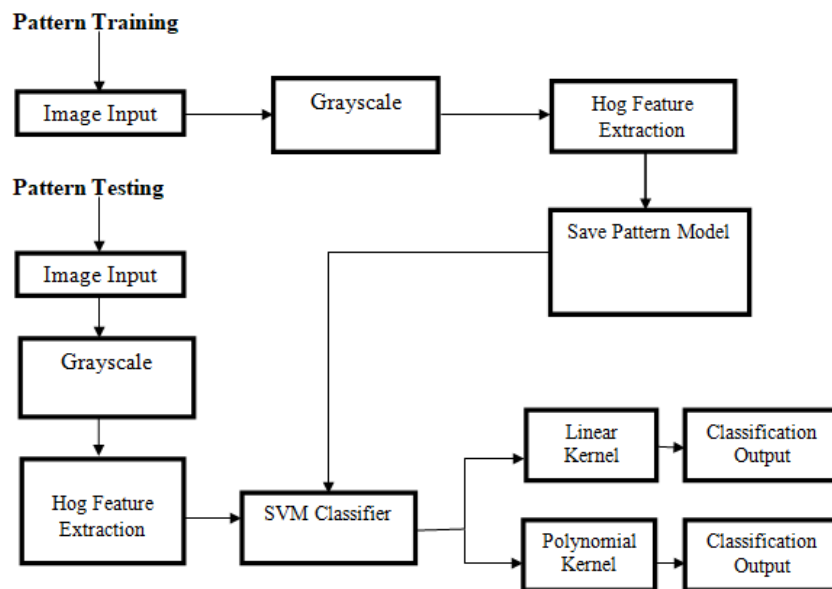 Pattern Training
Image Input
Grayscale
Hog Feature
Extraction
Save Pattern Model
Pattern Testing
Image Input
Grayscale
Hog Feature
Extraction
SVM Classifier
Linear
Kernel
Classification
Output
Polynomial
Kernel
Classification
Output